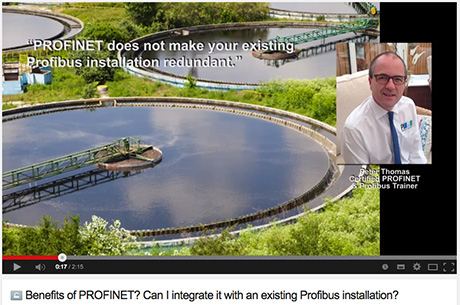 “PROFINET does not make your existing
Profibus installation redundant.”
Peter Thomas
Certified PROFINET
& Profibus Trainer
0:17 / 2:15
Benefits of PROFINET? Can I integrate it with an existing Profibus installation?